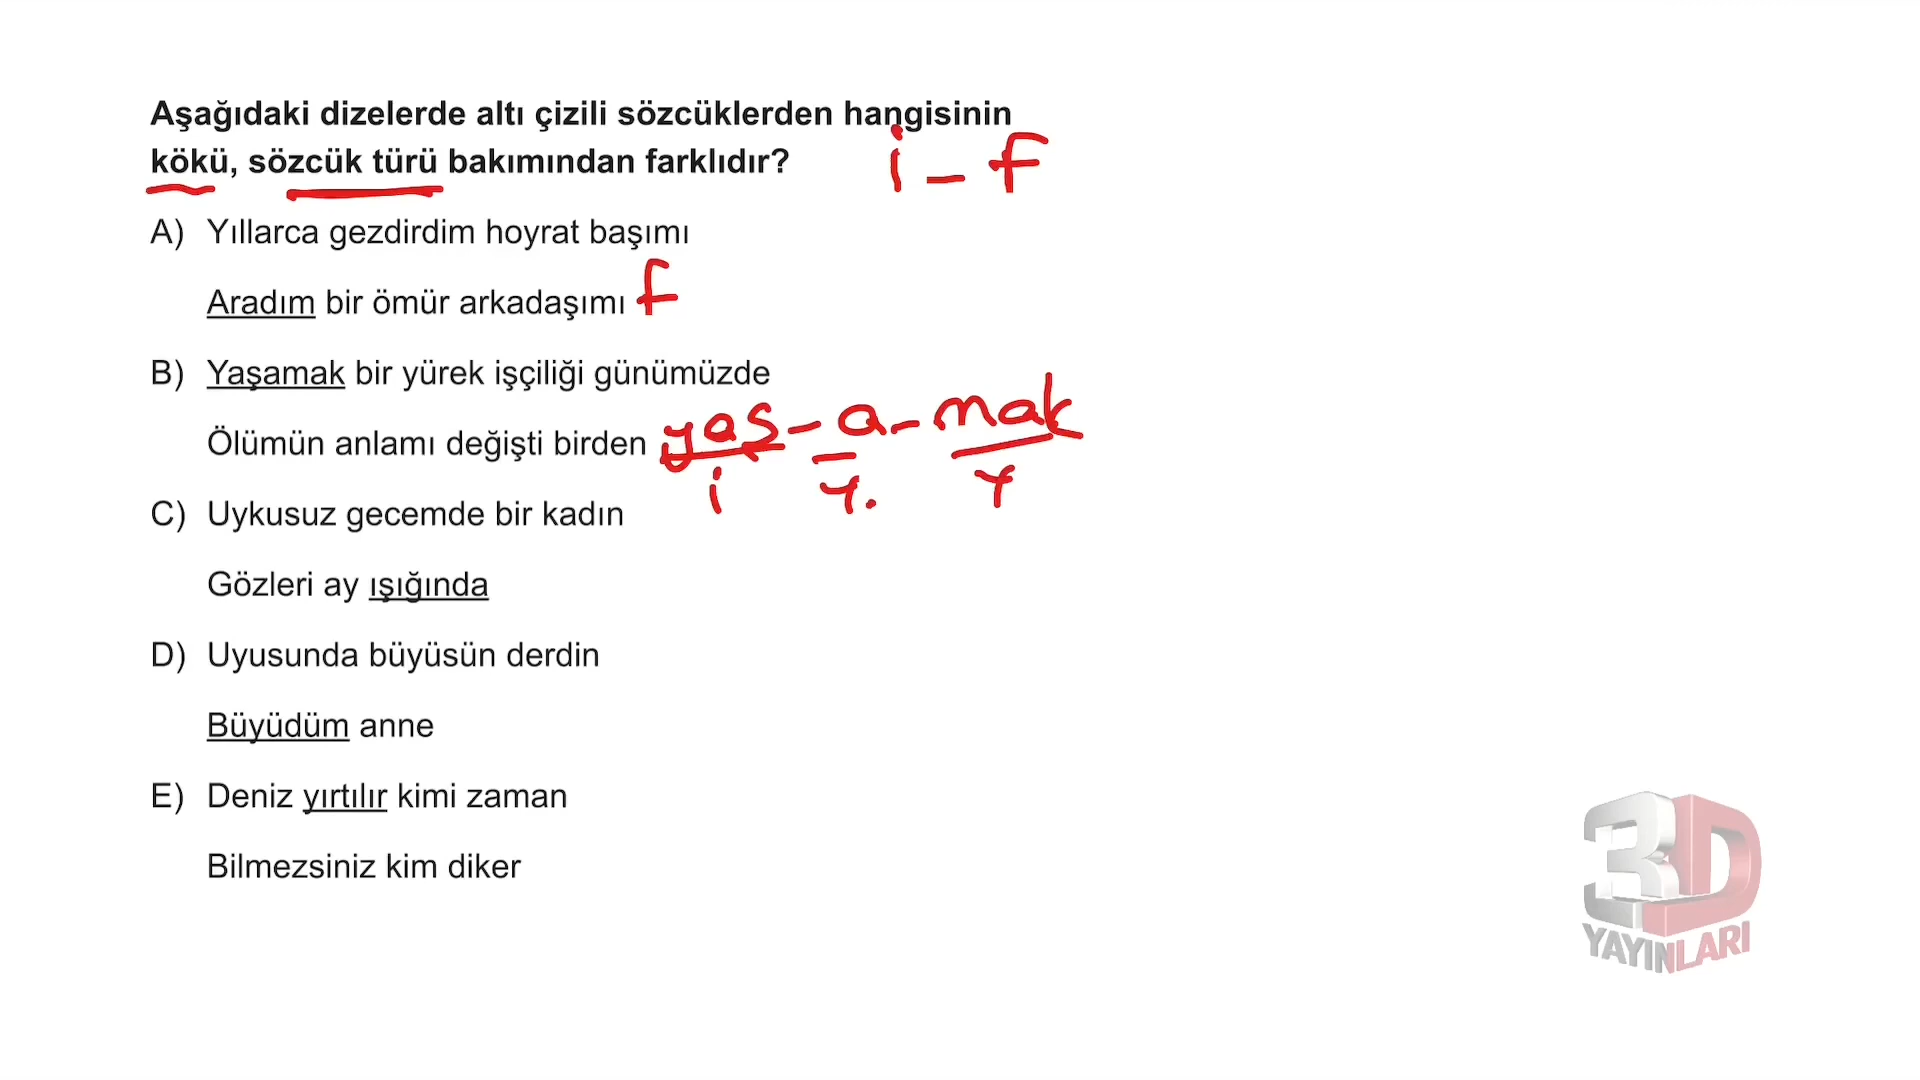 Aşağıdaki dizelerde altı çizili sözcüklerden hangisinin
kökü, sözcük türü bakımından farklıdır?
i - f
A) Yıllarca gezdirdim hoyrat başımı
Aradım bir ömür arkadaşımı f
B) Yaşamak bir yürek işçiliği günümüzde
Ölümün anlamı değişti birden yaş - a - mak
i y. y
C) Uykusuz gecemde bir kadın
Gözleri ay ışığında
D) Uyusunda büyüsün derdin
Büyüdüm anne
E) Deniz yırtılır kimi zaman
Bilmezsiniz kim diker
3D
YAYINLARI